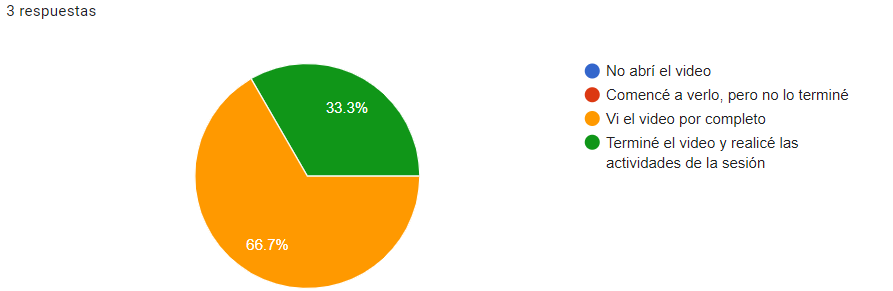 3 respuestas
No abrí el video
Comencé a verlo, pero no lo terminé
Vi el video por completo
Terminé el video y realicé las
actividades de la sesión
33.3%
66.7%